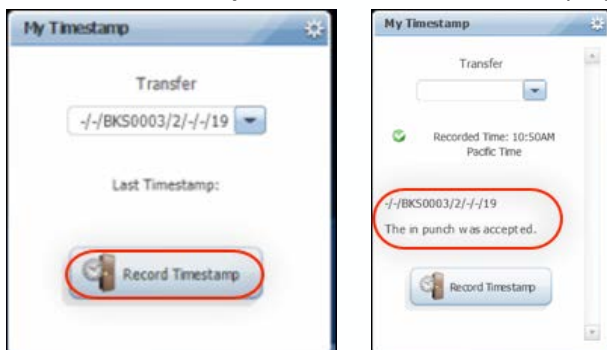 My Timestamp
Transfer
-/-/BKS0003/2/-/-/19
Last Timestamp:
Record Timestamp
My Timestamp
Transfer
Recorded Time: 10:50AM
Pacific Time
-/-/BKS0003/2/-/-/19
The in punch was accepted.
Record Timestamp